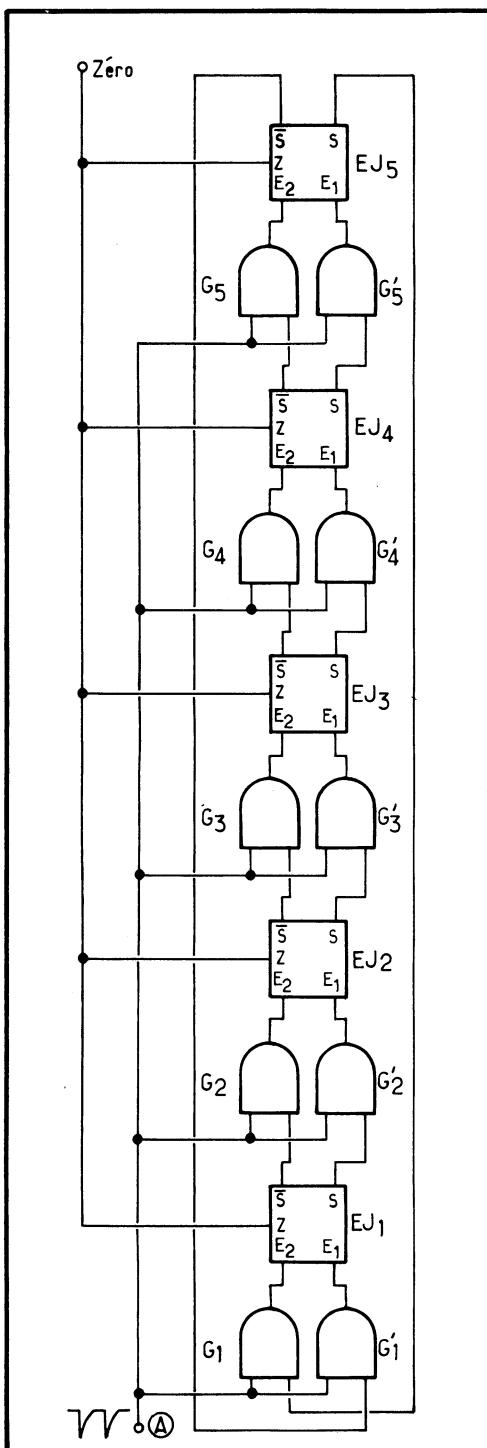 Zéro
S̅ S
Z
E₂ E₁
EJ₅
G₅ G'₅
S̅ S
Z
E₂ E₁
EJ₄
G₄ G'₄
S̅ S
Z
E₂ E₁
EJ₃
G₃ G'₃
S̅ S
Z
E₂ E₁
EJ₂
G₂ G'₂
S̅ S
Z
E₂ E₁
EJ₁
G₁ G'₁
A